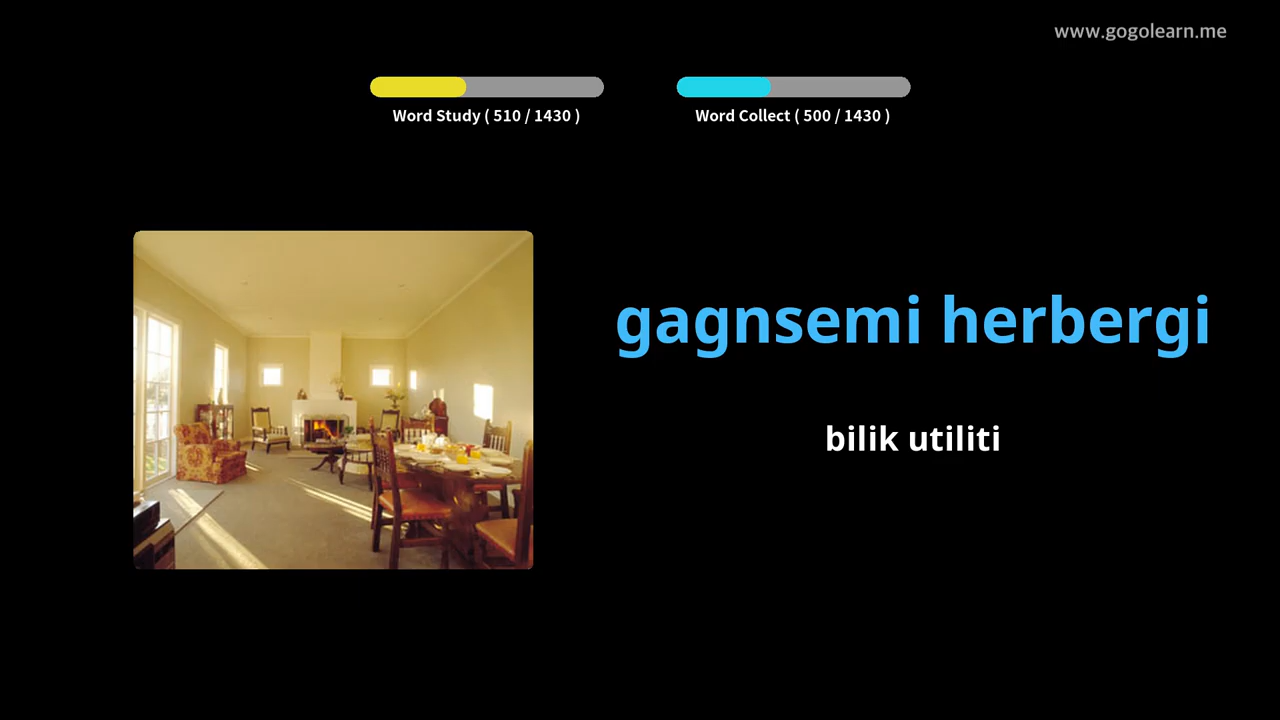 www.gogolearn.me
Word Study ( 510 / 1430 )
Word Collect ( 500 / 1430 )
gagnsemi herbergi
bilik utiliti